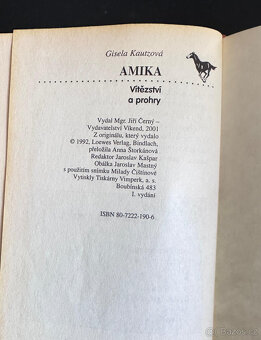 Gisela Kautzová
AMIKA
Vítězství
a prohry
Vydal Mgr. Jiří Černý –
Vydavatelství Víkend, 2001
Z originálu, který vydalo
© 1992, Loewes Verlag, Bindlach,
přeložila Anna Štorkánová
Redaktor Jaroslav Kašpar
Obálka Jaroslav Mastný
s použitím snímku Milady Čištinové
Vytiskly Tiskárny Vimperk, a. s.
Boubínská 483
1. vydání
ISBN 80-7222-190-6